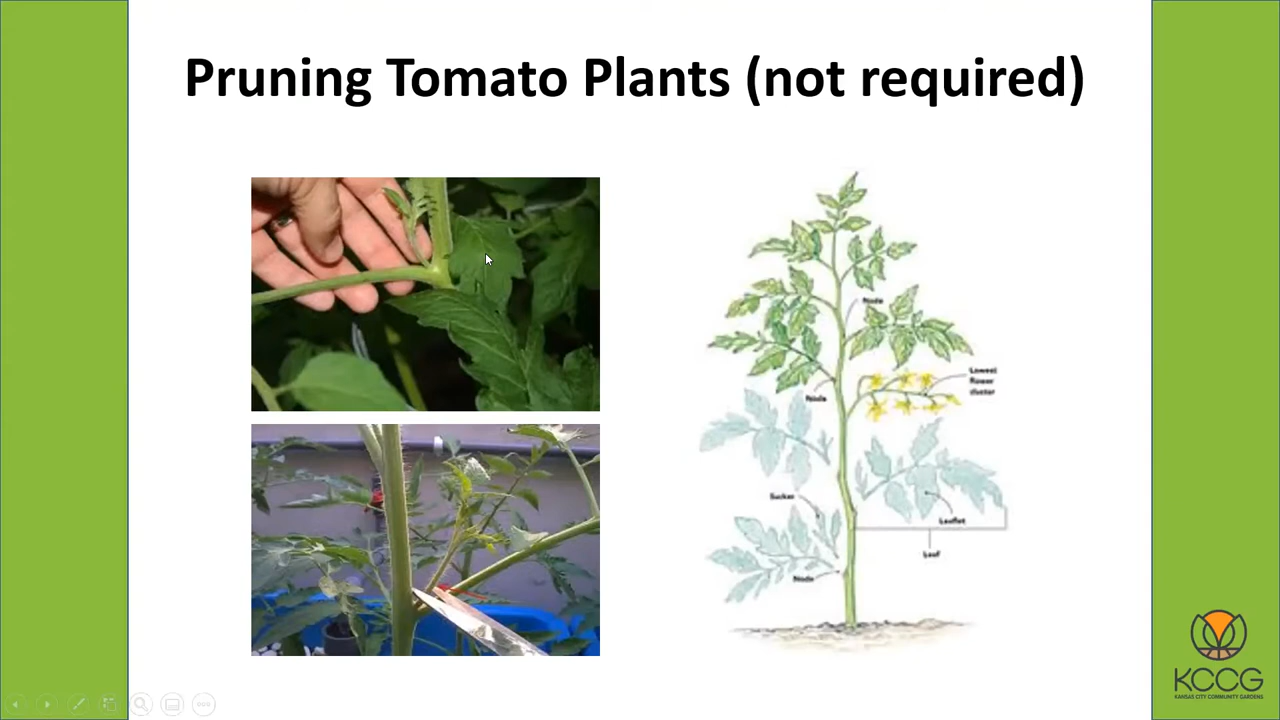 Pruning Tomato Plants (not required)
Node
Lowest
flower
cluster
Node
Sucker
Leaflet
Leaf
Node
KCCG
KANSAS CITY COMMUNITY GARDENS